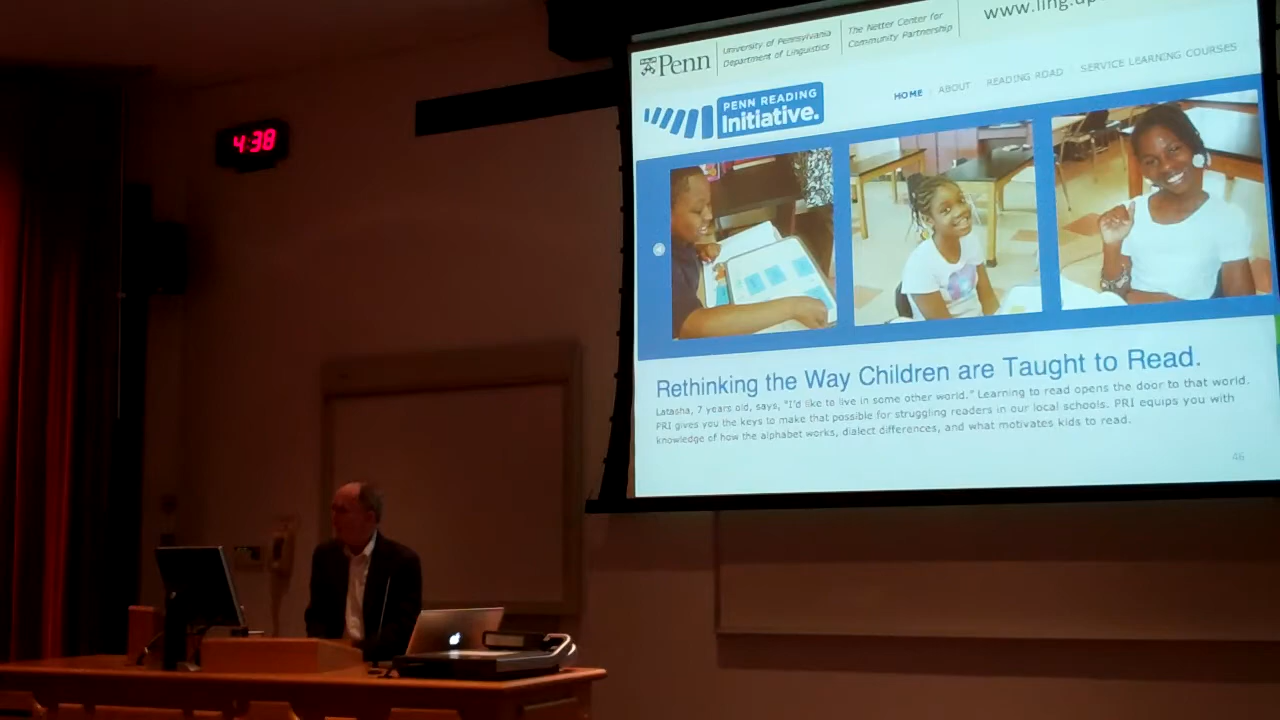 4:38
Penn
University of Pennsylvania
Department of Linguistics
The Netter Center for
Community Partnership
PENN READING
Initiative.
HOME ABOUT READING ROAD SERVICE LEARNING COURSES
Rethinking the Way Children are Taught to Read.
Latasha, 7 years old, says, "I'd like to live in some other world." Learning to read opens the door to that world.
PRI gives you the keys to make that possible for struggling readers in our local schools. PRI equips you with
knowledge of how the alphabet works, dialect differences, and what motivates kids to read.
46